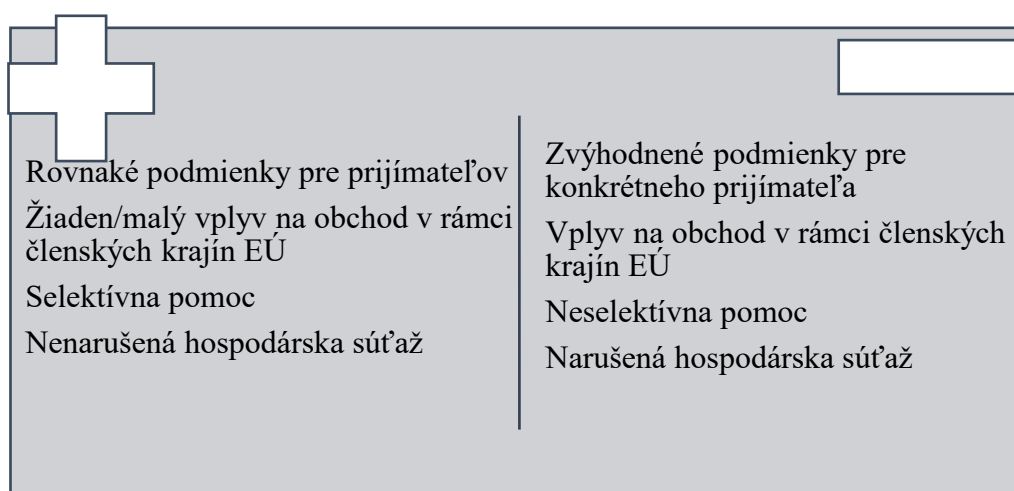 Rovnaké podmienky pre prijímateľov
Žiaden/malý vplyv na obchod v rámci
členských krajín EÚ
Selektívna pomoc
Nenarušená hospodárska súťaž
Zvýhodnené podmienky pre
konkrétneho prijímateľa
Vplyv na obchod v rámci členských
krajín EÚ
Neselektívna pomoc
Narušená hospodárska súťaž